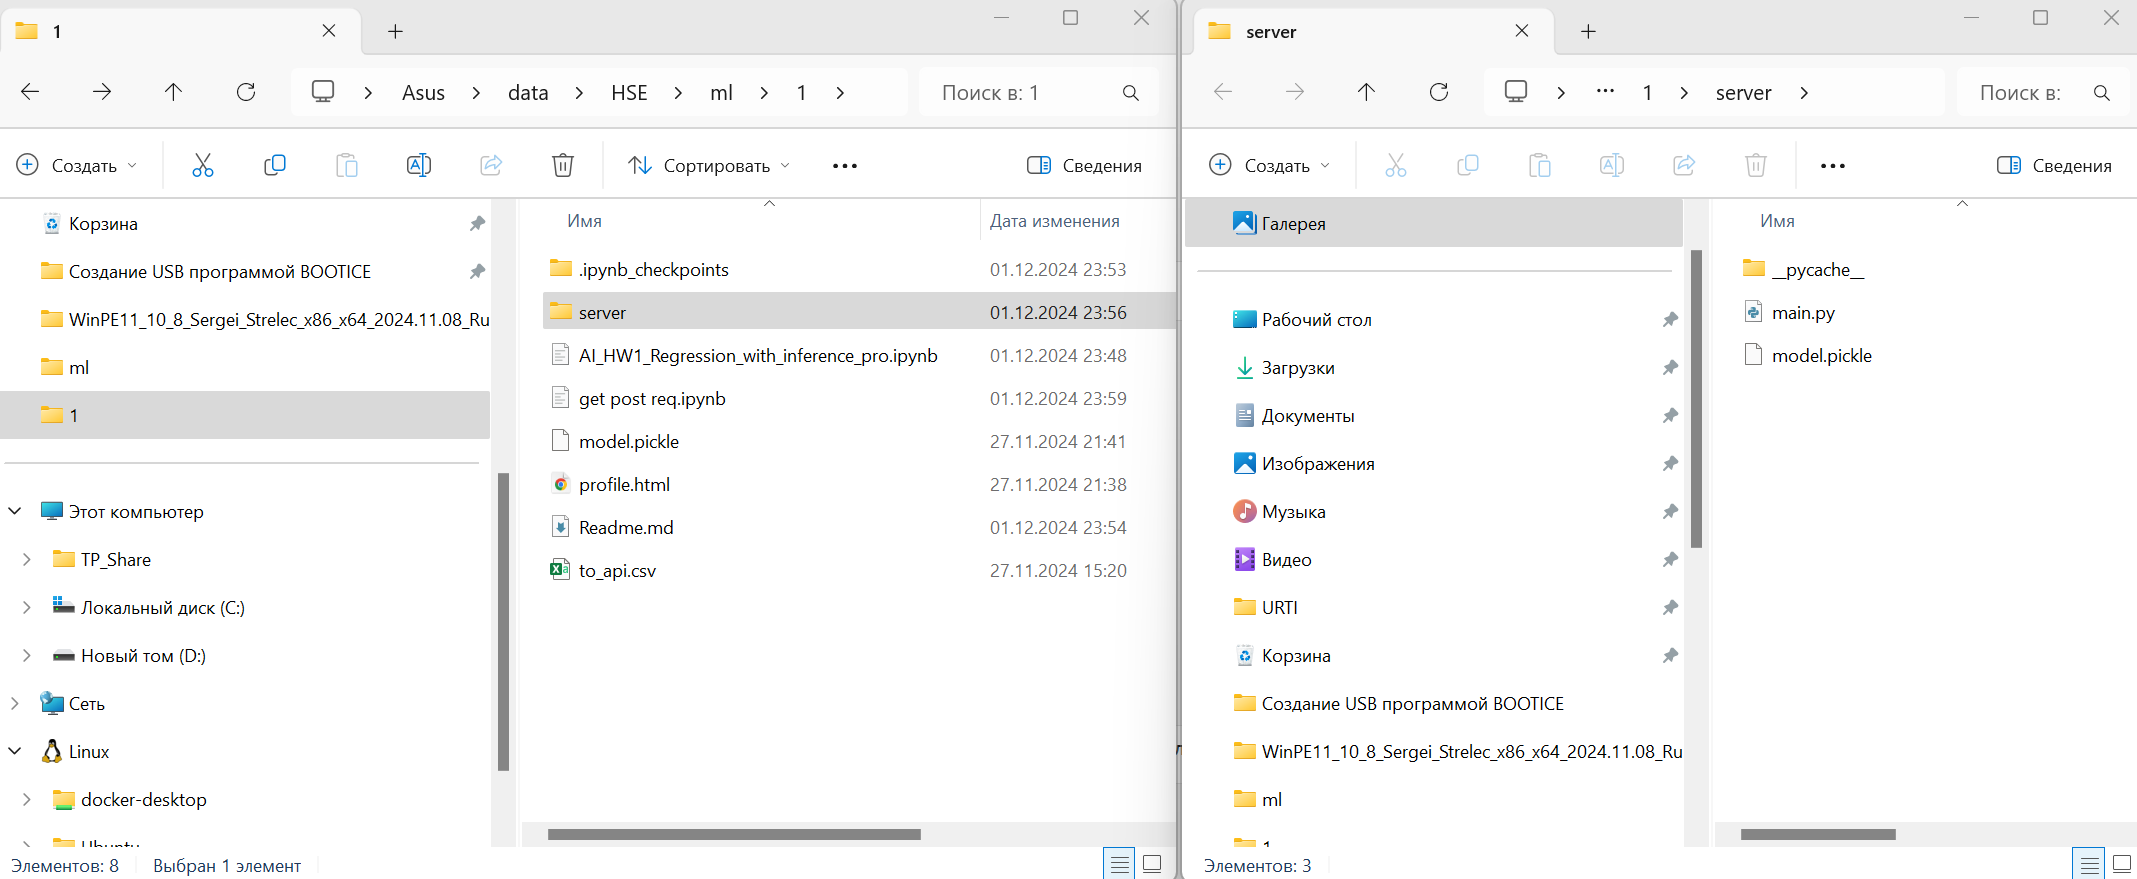 1
Asus
data
HSE
ml
1
Поиск в: 1
Создать
Сортировать
Сведения
Корзина
Создание USB программой BOOTICE
WinPE11_10_8_Sergei_Strelec_x86_x64_2024.11.08_Ru
ml
1
Этот компьютер
TP_Share
Локальный диск (C:)
Новый том (D:)
Сеть
Linux
docker-desktop
Ubuntu
Имя Дата изменения
.ipynb_checkpoints 01.12.2024 23:53
server 01.12.2024 23:56
AI_HW1_Regression_with_inference_pro.ipynb 01.12.2024 23:48
get post req.ipynb 01.12.2024 23:59
model.pickle 27.11.2024 21:41
profile.html 27.11.2024 21:38
Readme.md 01.12.2024 23:54
to_api.csv 27.11.2024 15:20
Элементов: 8 Выбран 1 элемент
server
1
server
Поиск в:
Создать
Сведения
Галерея
Рабочий стол
Загрузки
Документы
Изображения
Музыка
Видео
URTI
Корзина
Создание USB программой BOOTICE
WinPE11_10_8_Sergei_Strelec_x86_x64_2024.11.08_Ru
ml
1
Имя
__pycache__
main.py
model.pickle
Элементов: 3